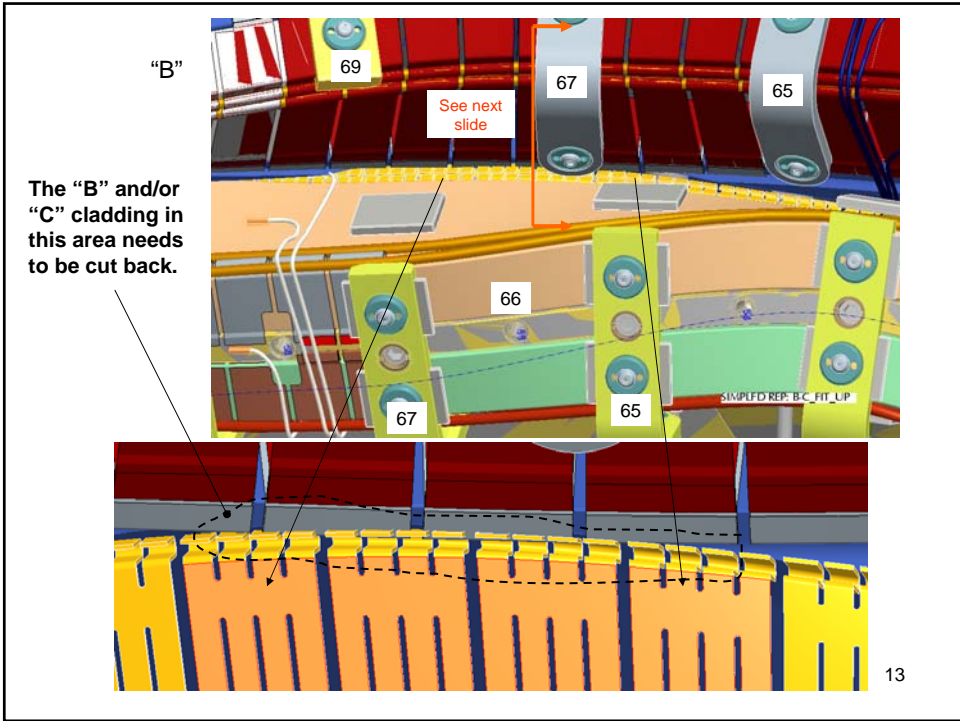 “B”
69
67
65
See next
slide
The “B” and/or
“C” cladding in
this area needs
to be cut back.
66
67
65
SIMPLFD REP: B-C_FIT_UP
13